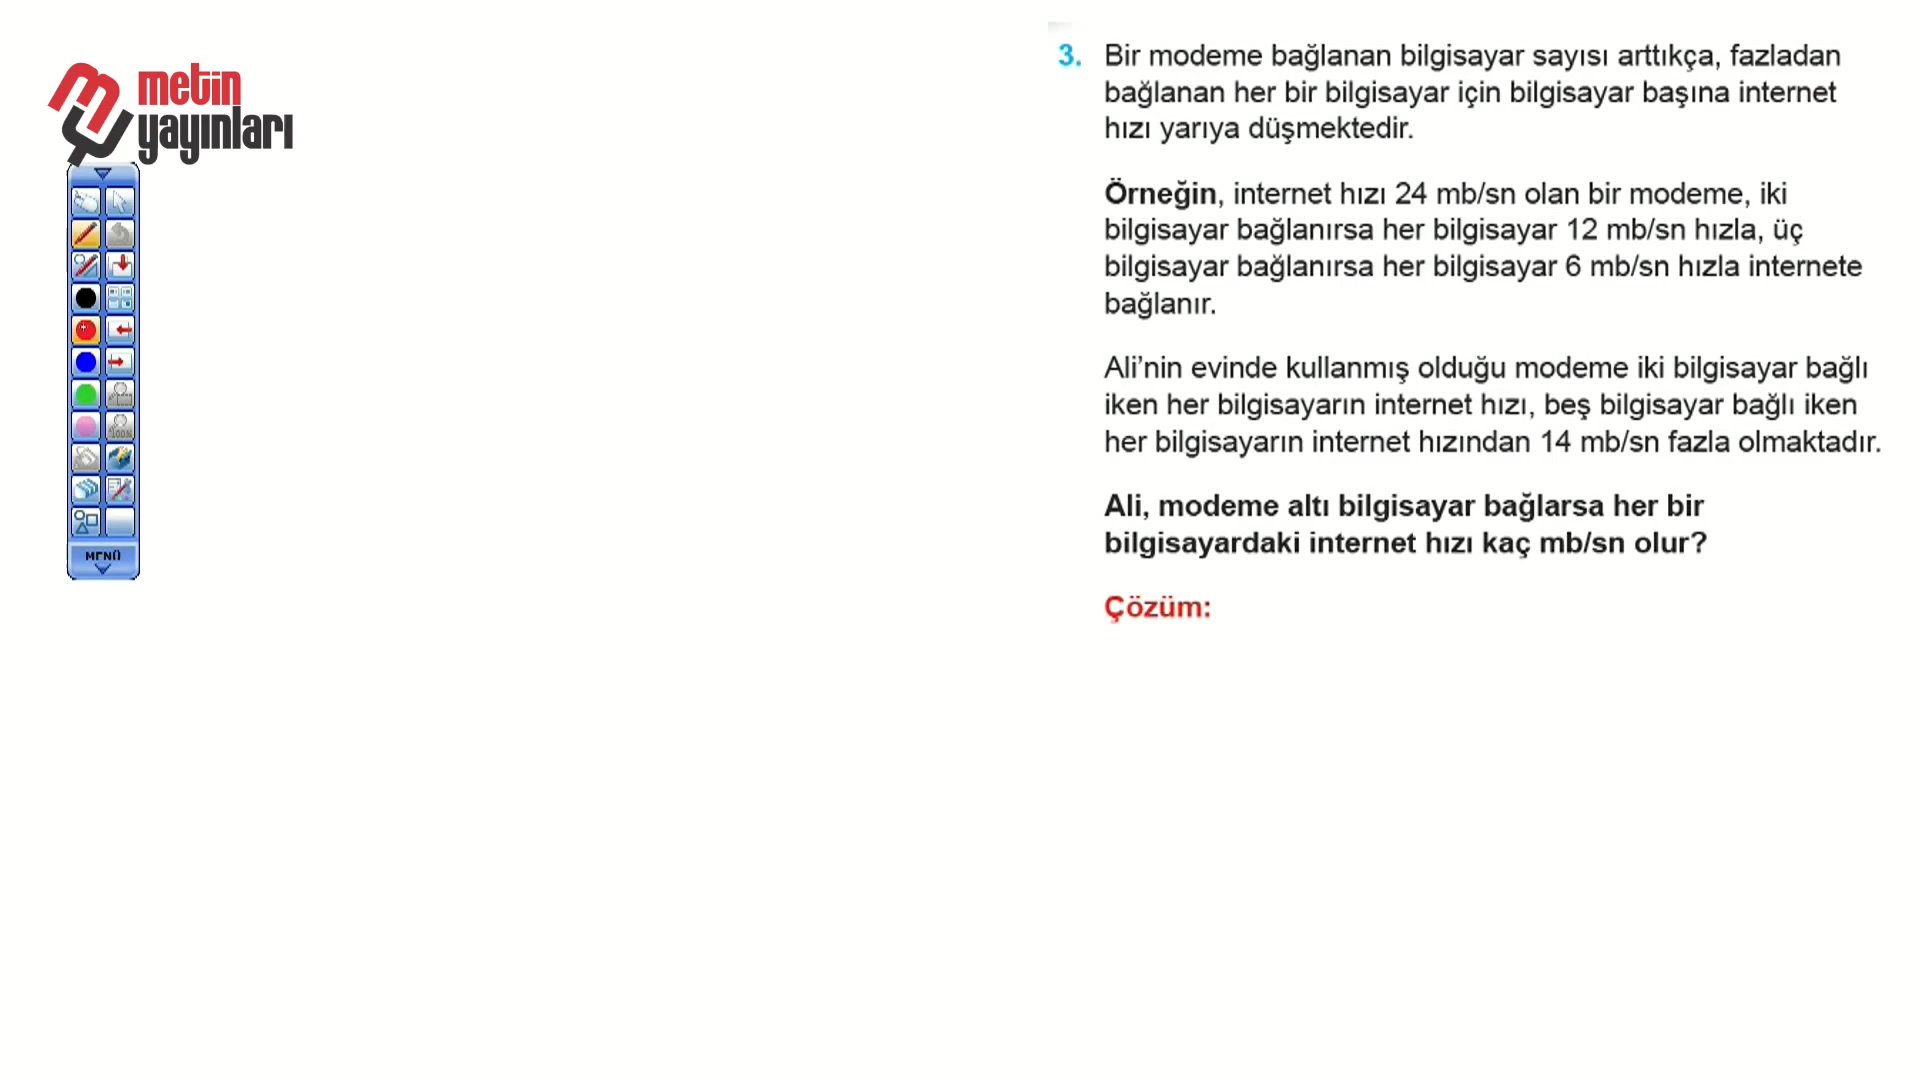 metin
yayınları
MENÜ
3. Bir modeme bağlanan bilgisayar sayısı arttıkça, fazladan
bağlanan her bir bilgisayar için bilgisayar başına internet
hızı yarıya düşmektedir.
Örneğin, internet hızı 24 mb/sn olan bir modeme, iki
bilgisayar bağlanırsa her bilgisayar 12 mb/sn hızla, üç
bilgisayar bağlanırsa her bilgisayar 6 mb/sn hızla internete
bağlanır.
Ali’nin evinde kullanmış olduğu modeme iki bilgisayar bağlı
iken her bilgisayarın internet hızı, beş bilgisayar bağlı iken
her bilgisayarın internet hızından 14 mb/sn fazla olmaktadır.
Ali, modeme altı bilgisayar bağlarsa her bir
bilgisayardaki internet hızı kaç mb/sn olur?
Çözüm: